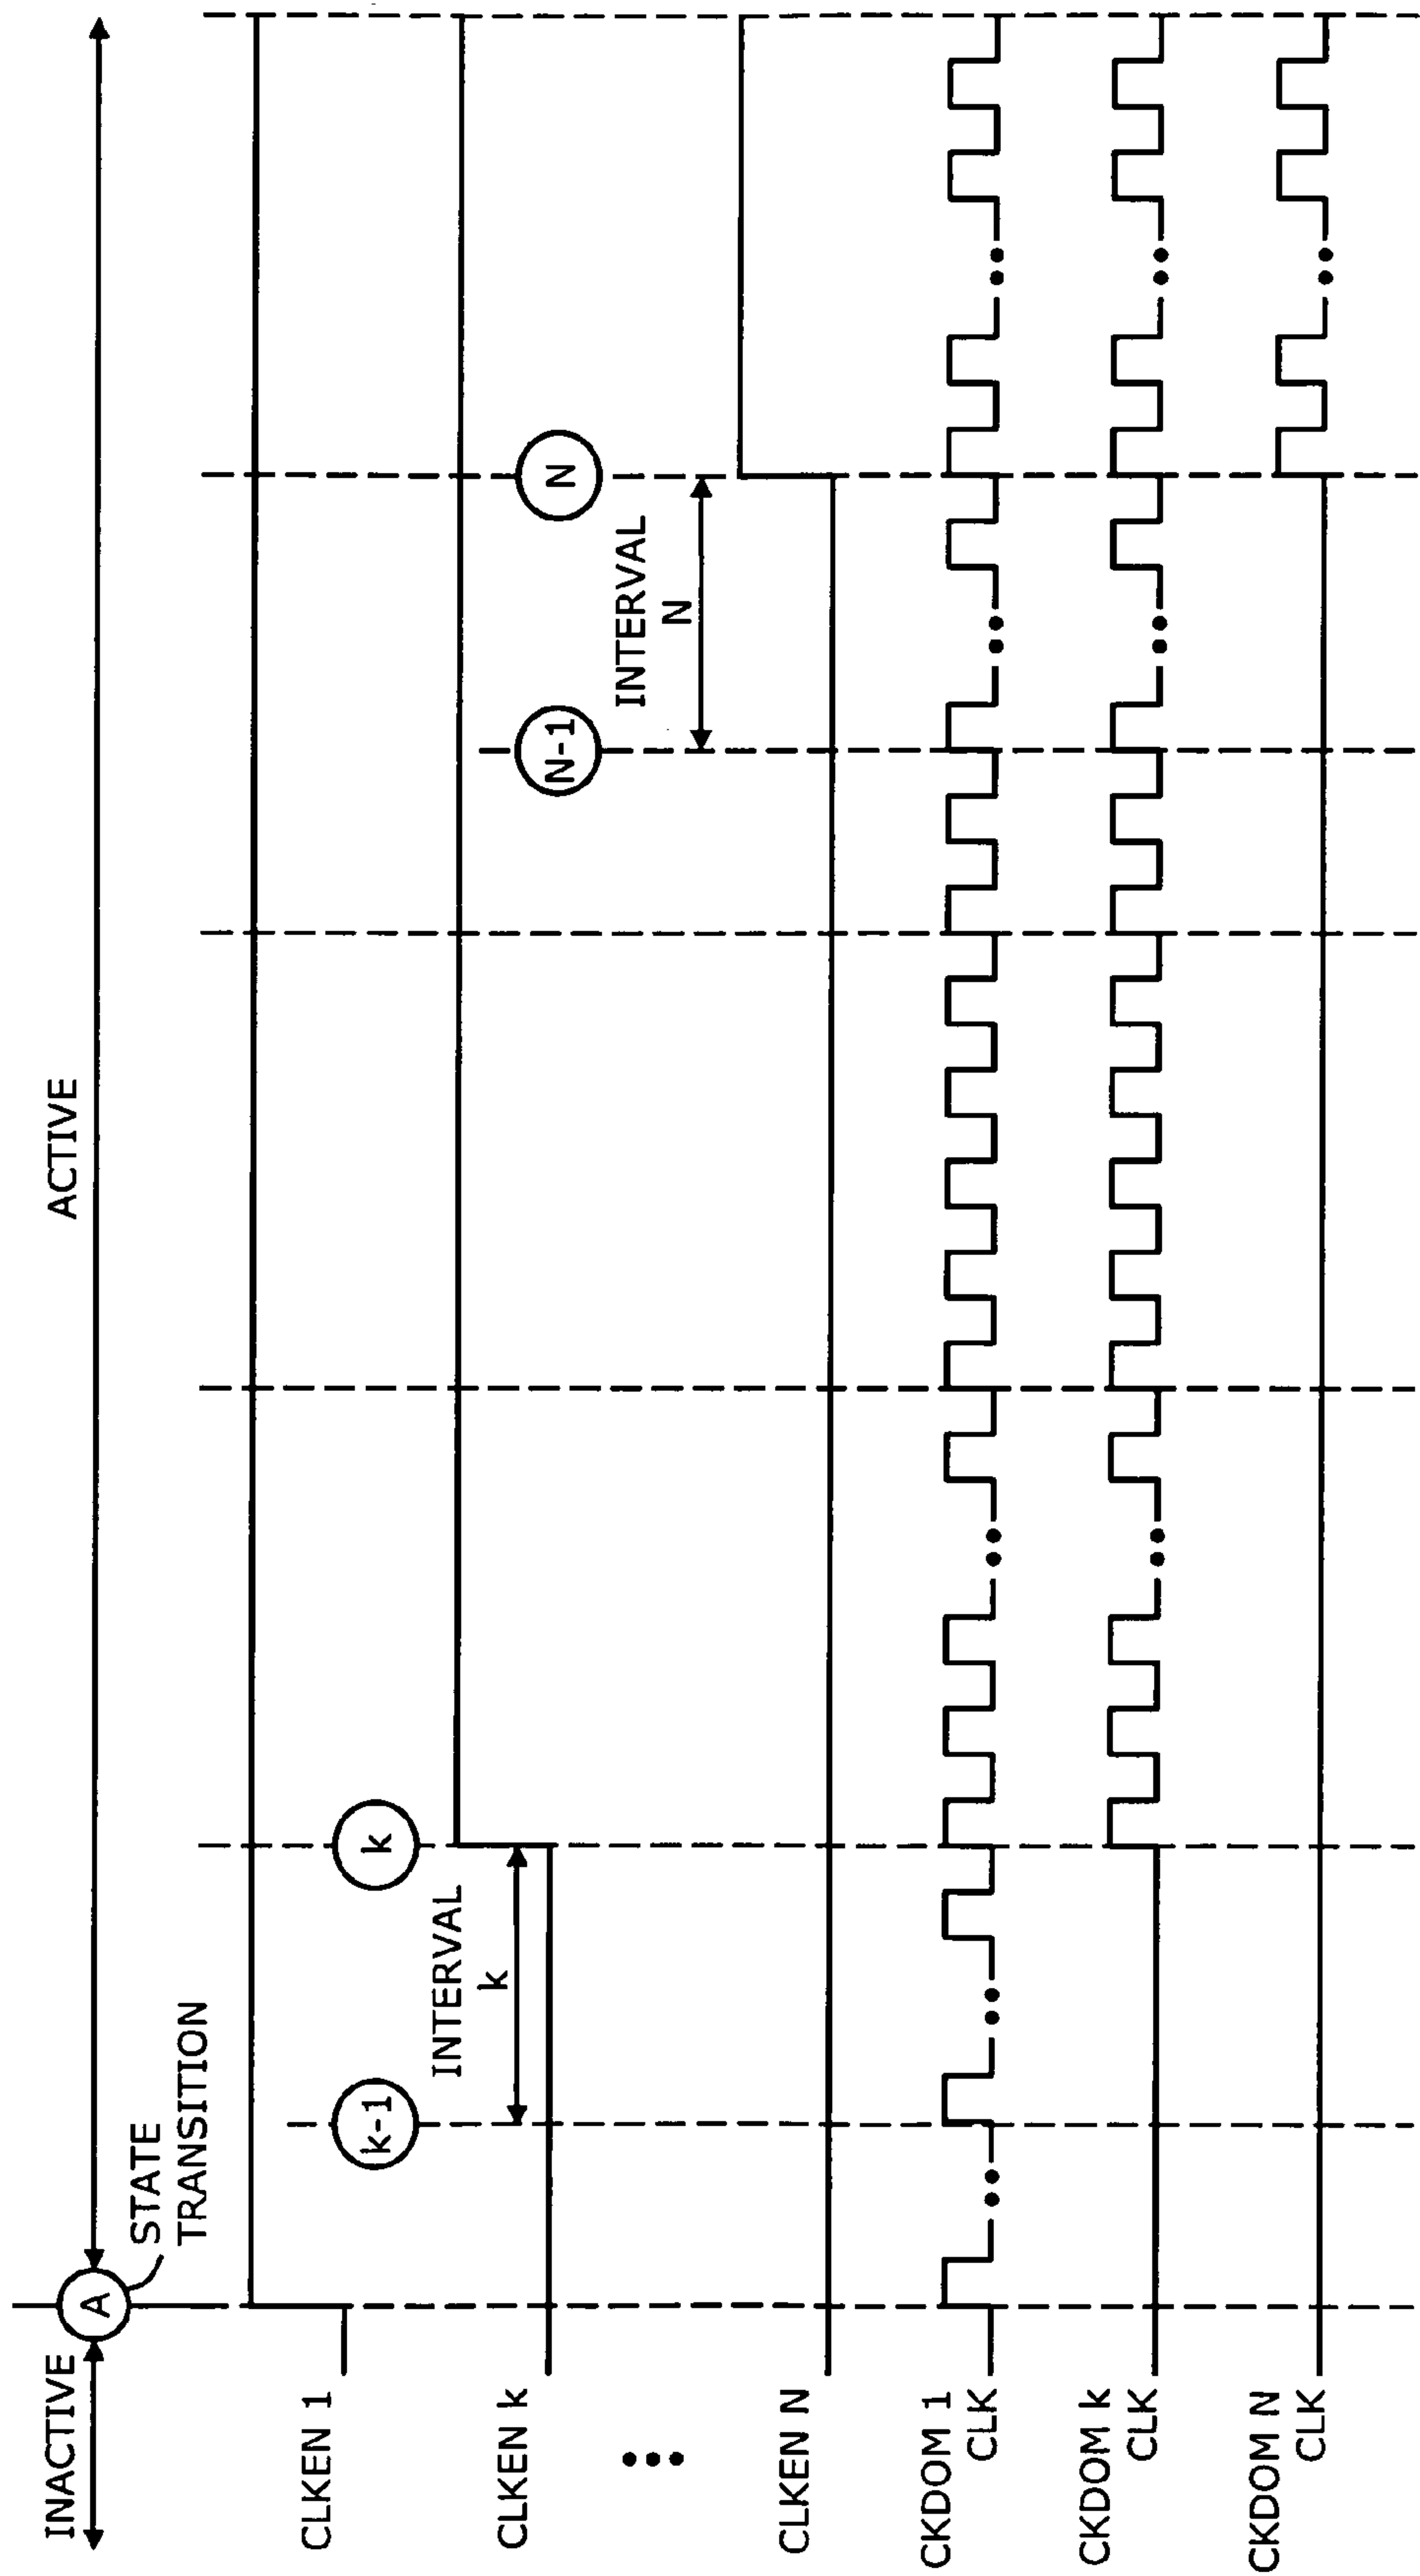 INACTIVE
A
ACTIVE
STATE
TRANSITION
CLKEN 1
k-1
k
INTERVAL
k
CLKEN k
N-1
N
INTERVAL
N
CLKEN N
CKDOM 1
CLK
CKDOM k
CLK
CKDOM N
CLK